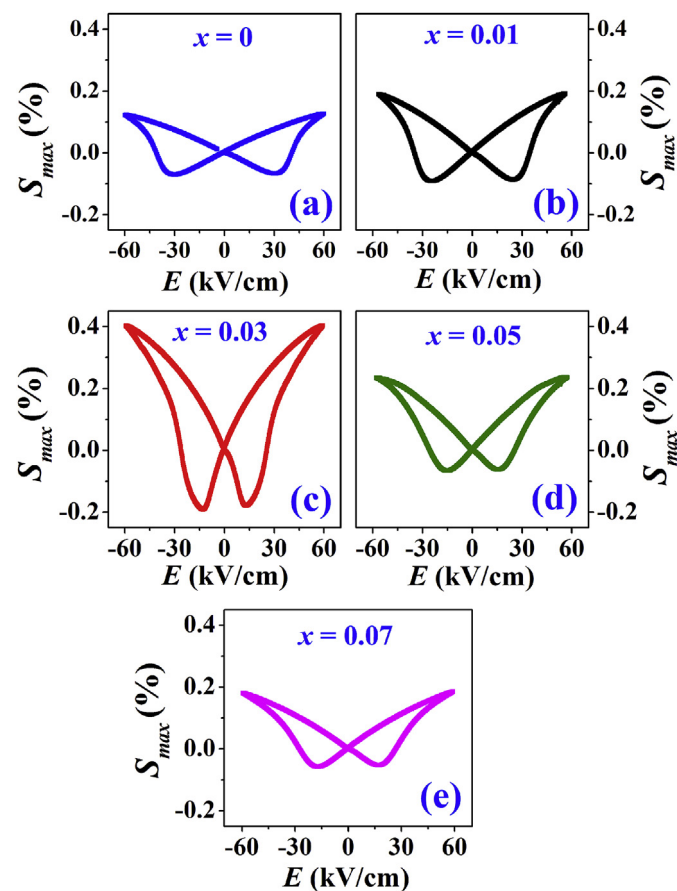 0.4
0.2
0.0
-0.2
S_max (%)
x = 0
(a)
-60 -30 0 30 60
E (kV/cm)
x = 0.01
(b)
0.4
0.2
0.0
-0.2
S_max (%)
-60 -30 0 30 60
E (kV/cm)
0.4
0.2
0.0
-0.2
S_max (%)
x = 0.03
(c)
-60 -30 0 30 60
E (kV/cm)
x = 0.05
(d)
0.4
0.2
0.0
-0.2
S_max (%)
-60 -30 0 30 60
E (kV/cm)
0.4
0.2
0.0
-0.2
S_max (%)
x = 0.07
(e)
-60 -30 0 30 60
E (kV/cm)